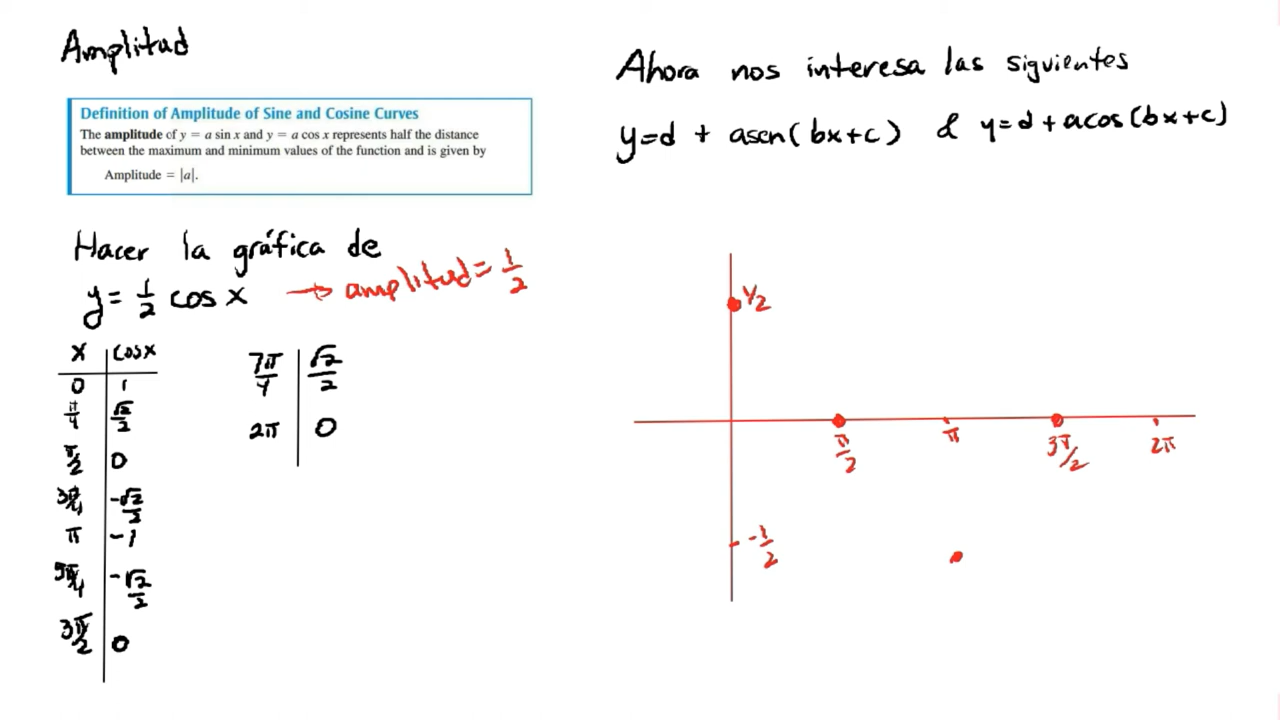 Amplitud
Definition of Amplitude of Sine and Cosine Curves
The amplitude of y = a sin x and y = a cos x represents half the distance
between the maximum and minimum values of the function and is given by
Amplitude = |a|.
Hacer la gráfica de
y = 1/2 cos x → amplitud = 1/2
x | cosx
0 | 1
π/4 | √2/2
π/2 | 0
3π/4 | -√2/2
π | -1
5π/4 | -√2/2
3π/2 | 0
7π/4 | √2/2
2π | 0
Ahora nos interesa las siguientes
y=d + asen(bx+c) & y=d+acos(bx+c)
1/2
π/2 π 3π/2 2π
-1/2